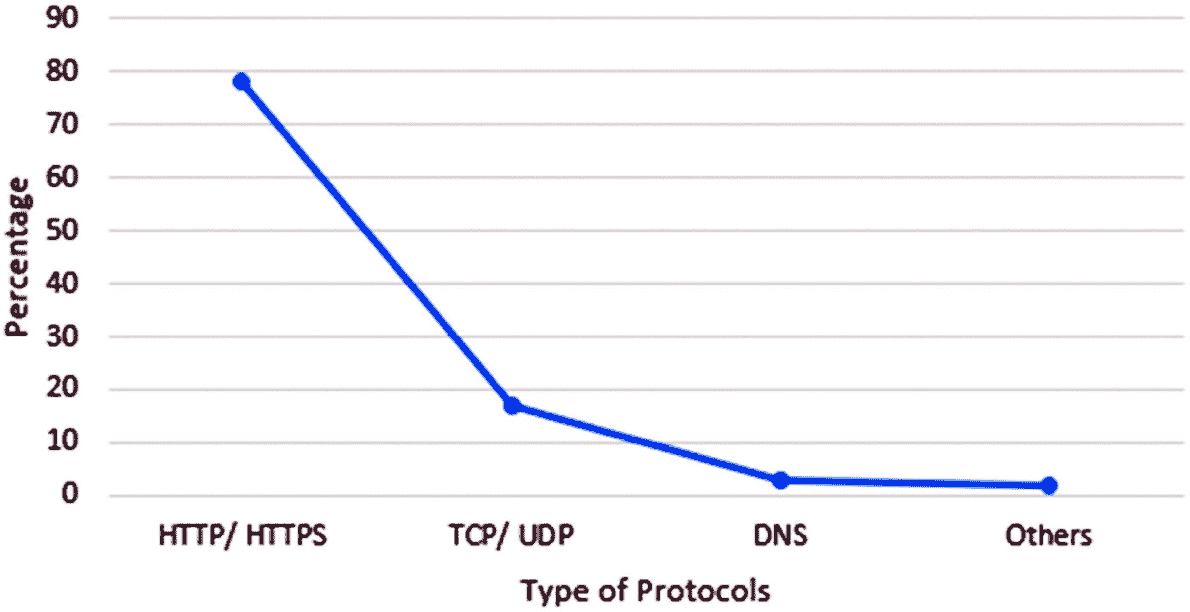 90
80
70
60
50
40
30
20
10
0
Percentage
HTTP/ HTTPS
TCP/ UDP
DNS
Others
Type of Protocols